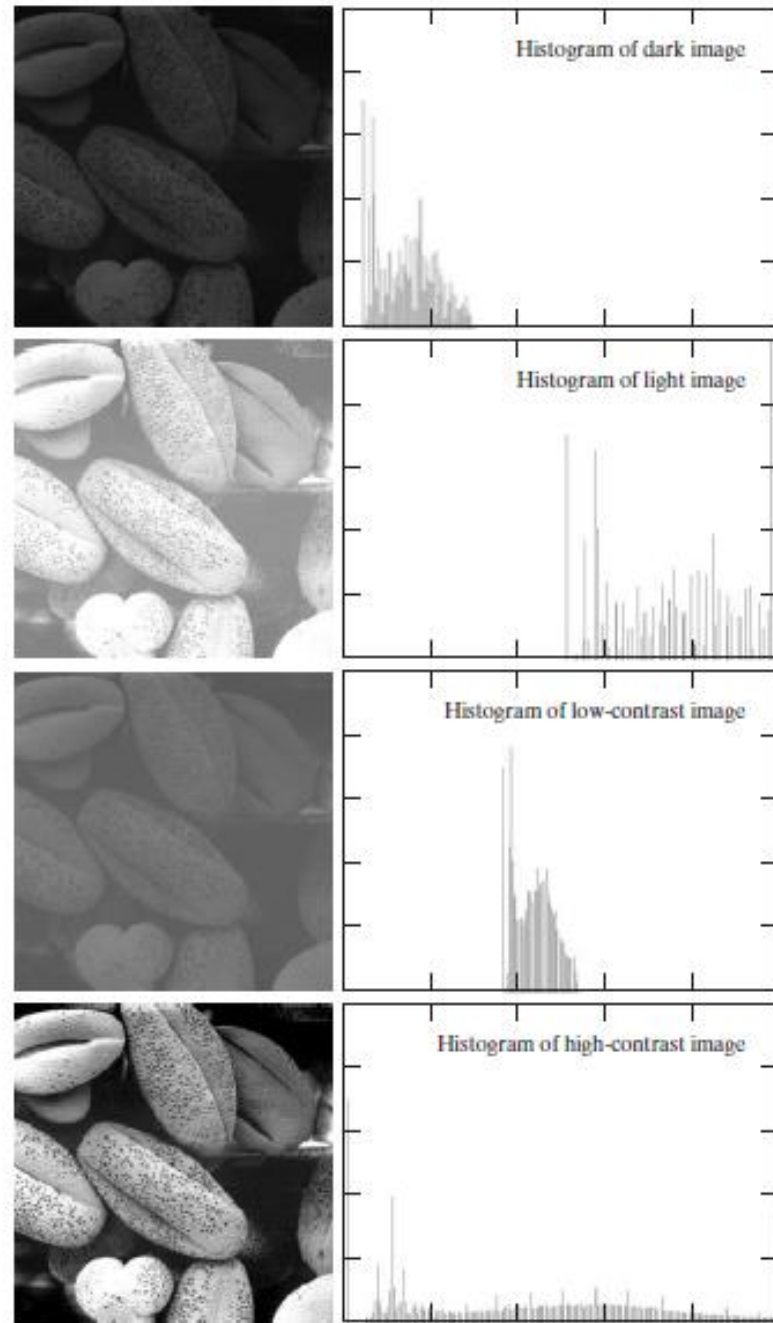 Histogram of dark image
Histogram of light image
Histogram of low-contrast image
Histogram of high-contrast image